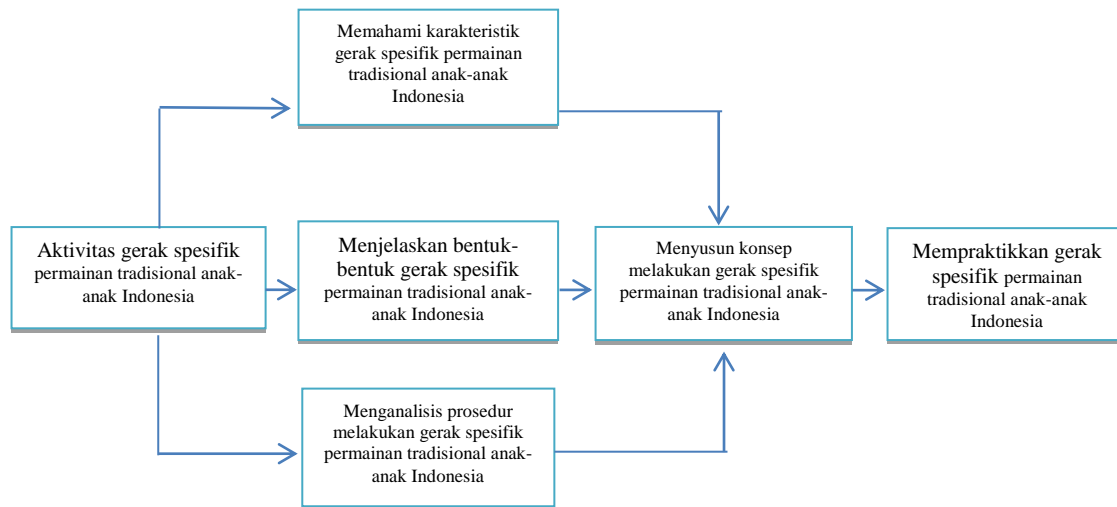 Memahami karakteristik
gerak spesifik permainan
tradisional anak-anak
Indonesia
Aktivitas gerak spesifik
permainan tradisional anak-
anak Indonesia
Menjelaskan bentuk-
bentuk gerak spesifik
permainan tradisional anak-
anak Indonesia
Menyusun konsep
melakukan gerak spesifik
permainan tradisional anak-
anak Indonesia
Mempraktikkan gerak
spesifik permainan
tradisional anak-anak
Indonesia
Menganalisis prosedur
melakukan gerak spesifik
permainan tradisional anak-
anak Indonesia